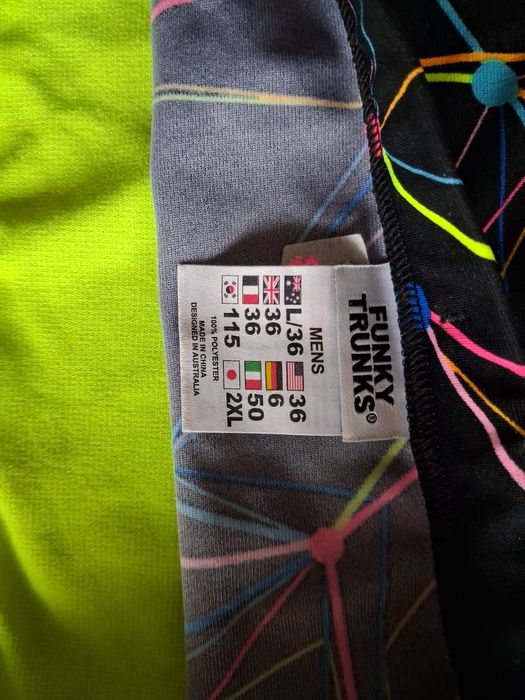 FUNKY
TRUNKS®
MENS
L/36 36
36 6
36 50
115 2XL
100% POLYESTER
MADE IN CHINA
DESIGNED IN AUSTRALIA